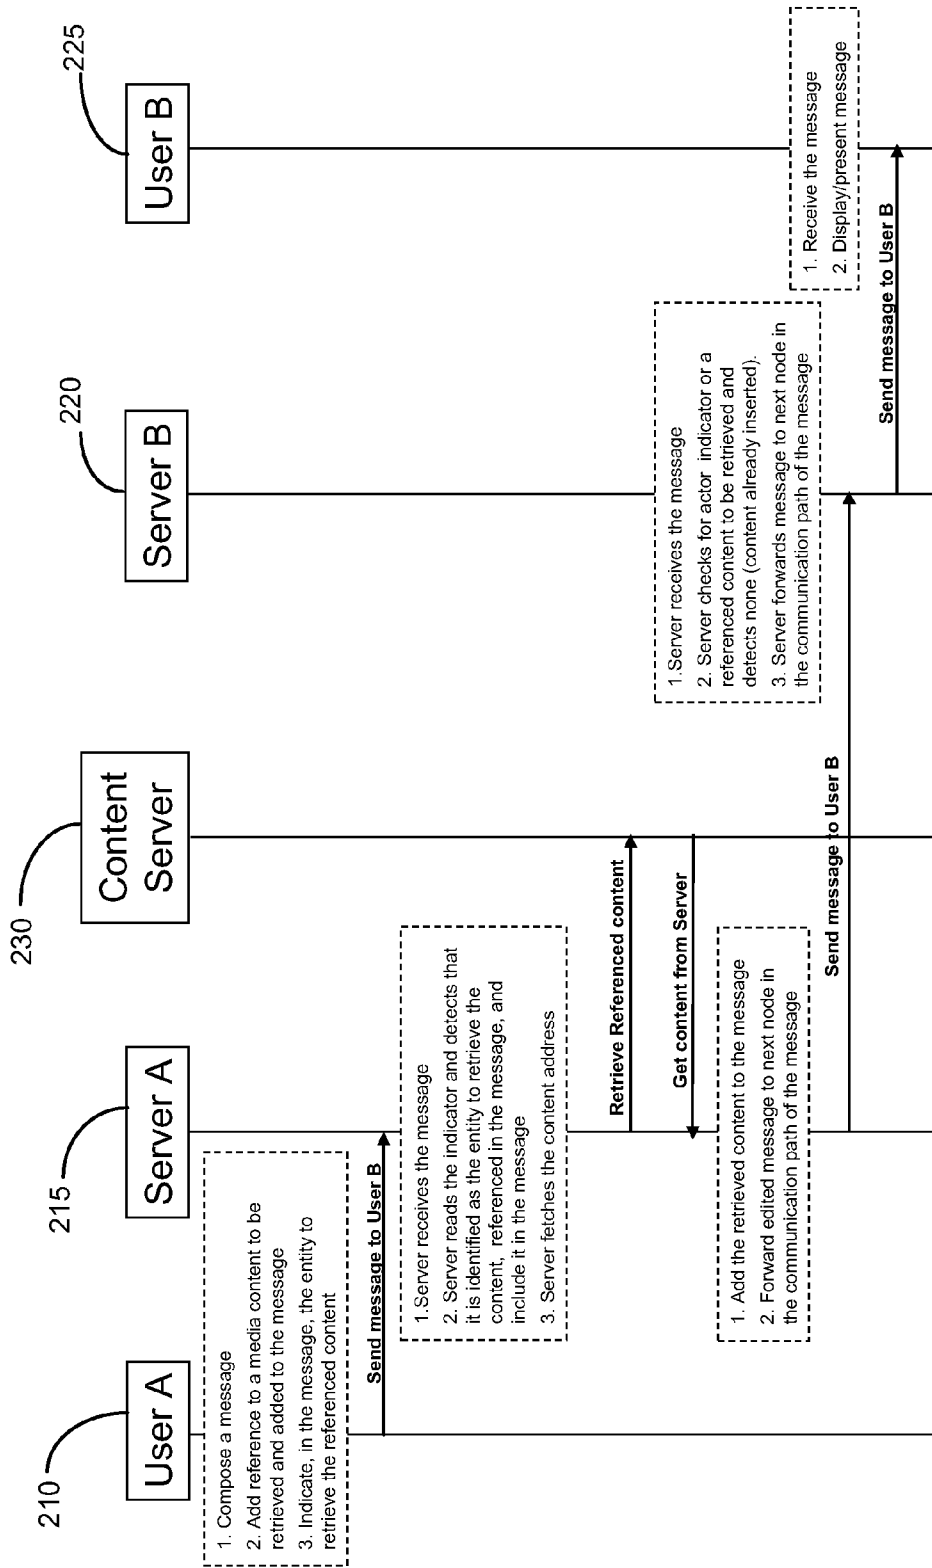 210
User A
215
Server A
230
Content
Server
220
Server B
225
User B
1. Compose a message
2. Add reference to a media content to be
retrieved and added to the message
3. Indicate, in the message, the entity to
retrieve the referenced content
Send message to User B
1.Server receives the message
2. Server reads the indicator and detects that
it is identified as the entity to retrieve the
content, referenced in the message, and
include it in the message
3. Server fetches the content address
Retrieve Referenced content
Get content from Server
1. Add the retrieved content to the message
2. Forward edited message to next node in
the communication path of the message
Send message to User B
1.Server receives the message
2. Server checks for actor indicator or a
referenced content to be retrieved and
detects none (content already inserted).
3. Server forwards message to next node in
the communication path of the message
Send message to User B
1. Receive the message
2. Display/present message